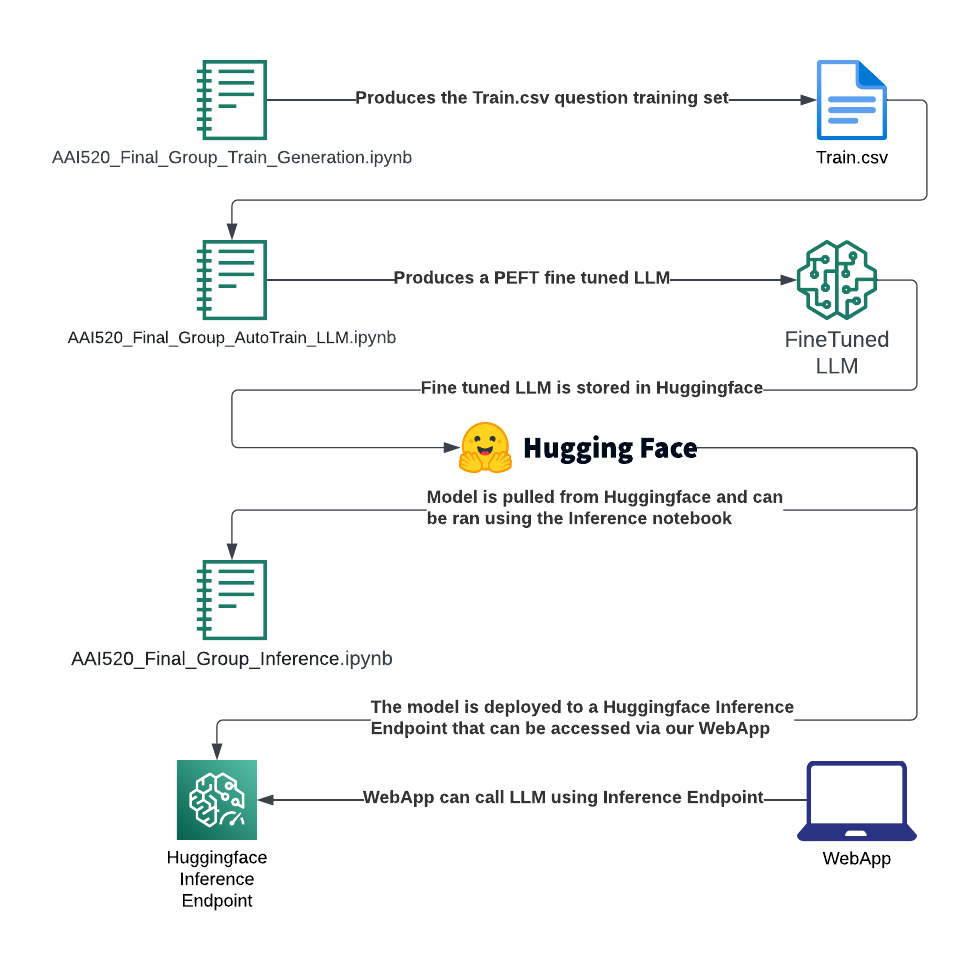 Produces the Train.csv question training set
AAI520_Final_Group_Train_Generation.ipynb
Train.csv
Produces a PEFT fine tuned LLM
AAI520_Final_Group_AutoTrain_LLM.ipynb
FineTuned
LLM
Fine tuned LLM is stored in Huggingface
Hugging Face
Model is pulled from Huggingface and can
be ran using the Inference notebook
AAI520_Final_Group_Inference.ipynb
The model is deployed to a Huggingface Inference
Endpoint that can be accessed via our WebApp
WebApp can call LLM using Inference Endpoint
Huggingface
Inference
Endpoint
WebApp